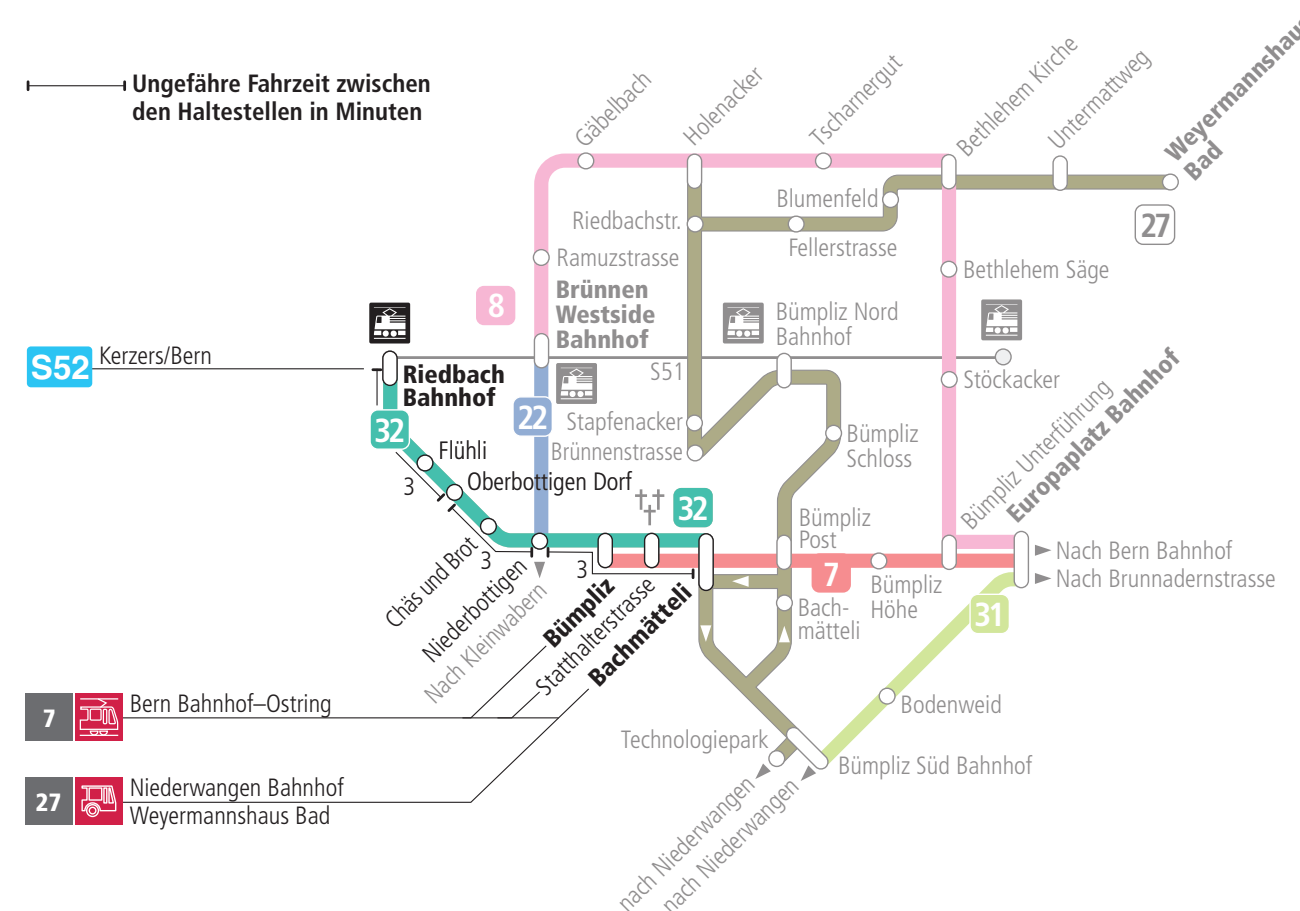 Ungefähre Fahrzeit zwischen
den Haltestellen in Minuten
Gäbelbach
Holenacker
Tscharnergut
Bethlehem Kirche
Untermattweg
Weyermannshaus
Bad
27
Blumenfeld
Riedbachstr.
Fellerstrasse
Ramuzstrasse
Bethlehem Säge
8
Brünnen
Westside
Bahnhof
Bümpliz Nord
Bahnhof
S52
Kerzers/Bern
Riedbach
Bahnhof
S51
Stöckacker
32
22
Stapfenacker
Brünnenstrasse
Bümpliz
Schloss
Bümpliz Unterführung
Europaplatz Bahnhof
Flühli
3
Oberbottigen Dorf
32
Bümpliz
Post
Chäs und Brot
3
Niederbottigen
Nach Kleinwabern
3
Bümpliz
Statthalterstrasse
Bachmätteli
7
Bümpliz
Höhe
Nach Bern Bahnhof
Nach Brunnadernstrasse
Bach-
mätteli
31
7
Bern Bahnhof–Ostring
Bodenweid
Technologiepark
Bümpliz Süd Bahnhof
27
Niederwangen Bahnhof
Weyermannshaus Bad
nach Niederwangen
nach Niederwangen